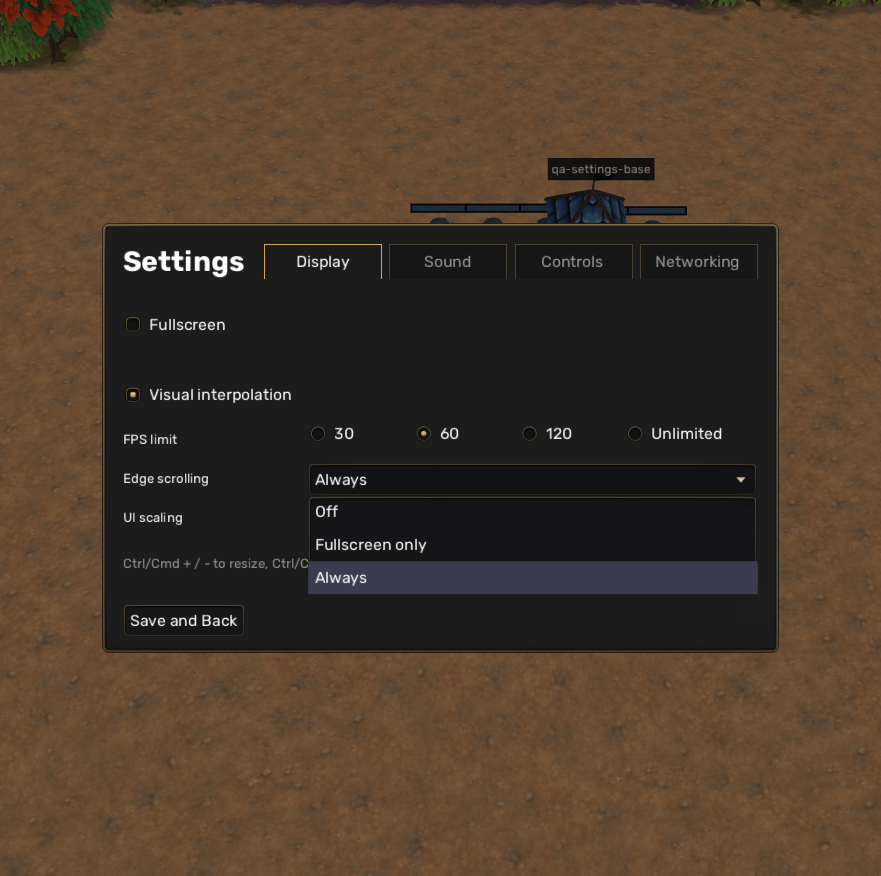 qa-settings-base
Settings
Display
Sound
Controls
Networking
Fullscreen
Visual interpolation
FPS limit
30
60
120
Unlimited
Edge scrolling
Always
Off
UI scaling
Fullscreen only
Ctrl/Cmd + / - to resize, Ctrl/C
Always
Save and Back